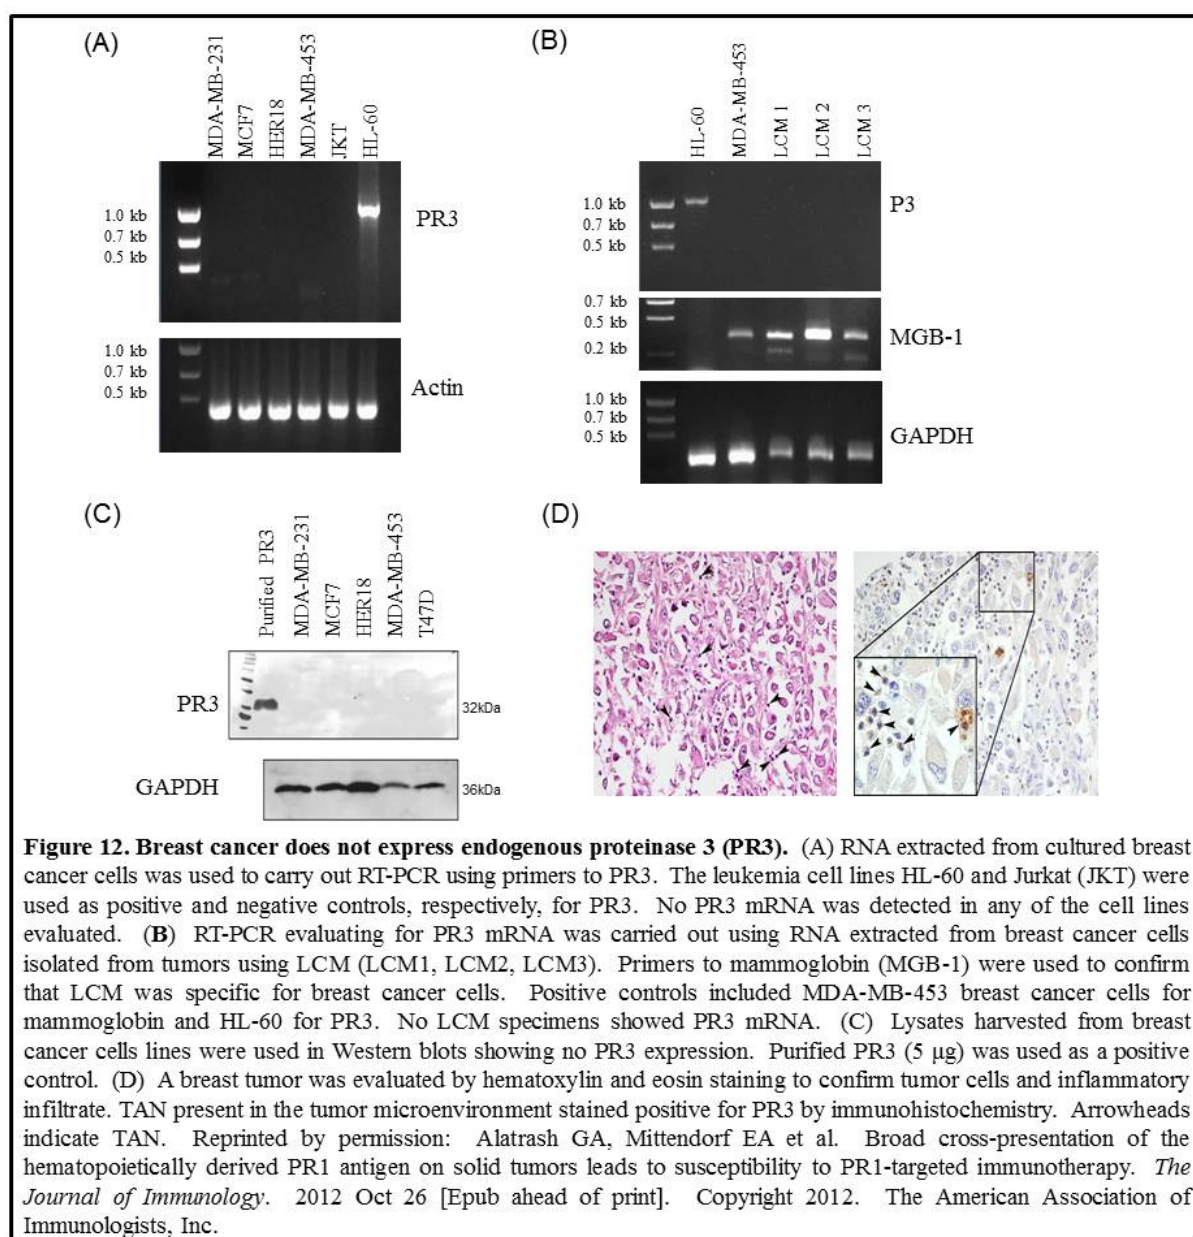 (A)
MDA-MB-231
MCF7
HER18
MDA-MB-453
JKT
HL-60
1.0 kb
0.7 kb
0.5 kb
PR3
1.0 kb
0.7 kb
0.5 kb
Actin
(B)
HL-60
MDA-MB-453
LCM 1
LCM 2
LCM 3
1.0 kb
0.7 kb
0.5 kb
P3
0.7 kb
0.5 kb
0.2 kb
MGB-1
1.0 kb
0.7 kb
0.5 kb
GAPDH
(C)
Purified PR3
MDA-MB-231
MCF7
HER18
MDA-MB-453
T47D
PR3
32kDa
GAPDH
36kDa
(D)
Figure 12. Breast cancer does not express endogenous proteinase 3 (PR3). (A) RNA extracted from cultured breast
cancer cells was used to carry out RT-PCR using primers to PR3. The leukemia cell lines HL-60 and Jurkat (JKT) were
used as positive and negative controls, respectively, for PR3. No PR3 mRNA was detected in any of the cell lines
evaluated. (B) RT-PCR evaluating for PR3 mRNA was carried out using RNA extracted from breast cancer cells
isolated from tumors using LCM (LCM1, LCM2, LCM3). Primers to mammoglobin (MGB-1) were used to confirm
that LCM was specific for breast cancer cells. Positive controls included MDA-MB-453 breast cancer cells for
mammoglobin and HL-60 for PR3. No LCM specimens showed PR3 mRNA. (C) Lysates harvested from breast
cancer cells lines were used in Western blots showing no PR3 expression. Purified PR3 (5 µg) was used as a positive
control. (D) A breast tumor was evaluated by hematoxylin and eosin staining to confirm tumor cells and inflammatory
infiltrate. TAN present in the tumor microenvironment stained positive for PR3 by immunohistochemistry. Arrowheads
indicate TAN. Reprinted by permission: Alatrash GA, Mittendorf EA et al. Broad cross-presentation of the
hematopoietically derived PR1 antigen on solid tumors leads to susceptibility to PR1-targeted immunotherapy. The
Journal of Immunology. 2012 Oct 26 [Epub ahead of print]. Copyright 2012. The American Association of
Immunologists, Inc.